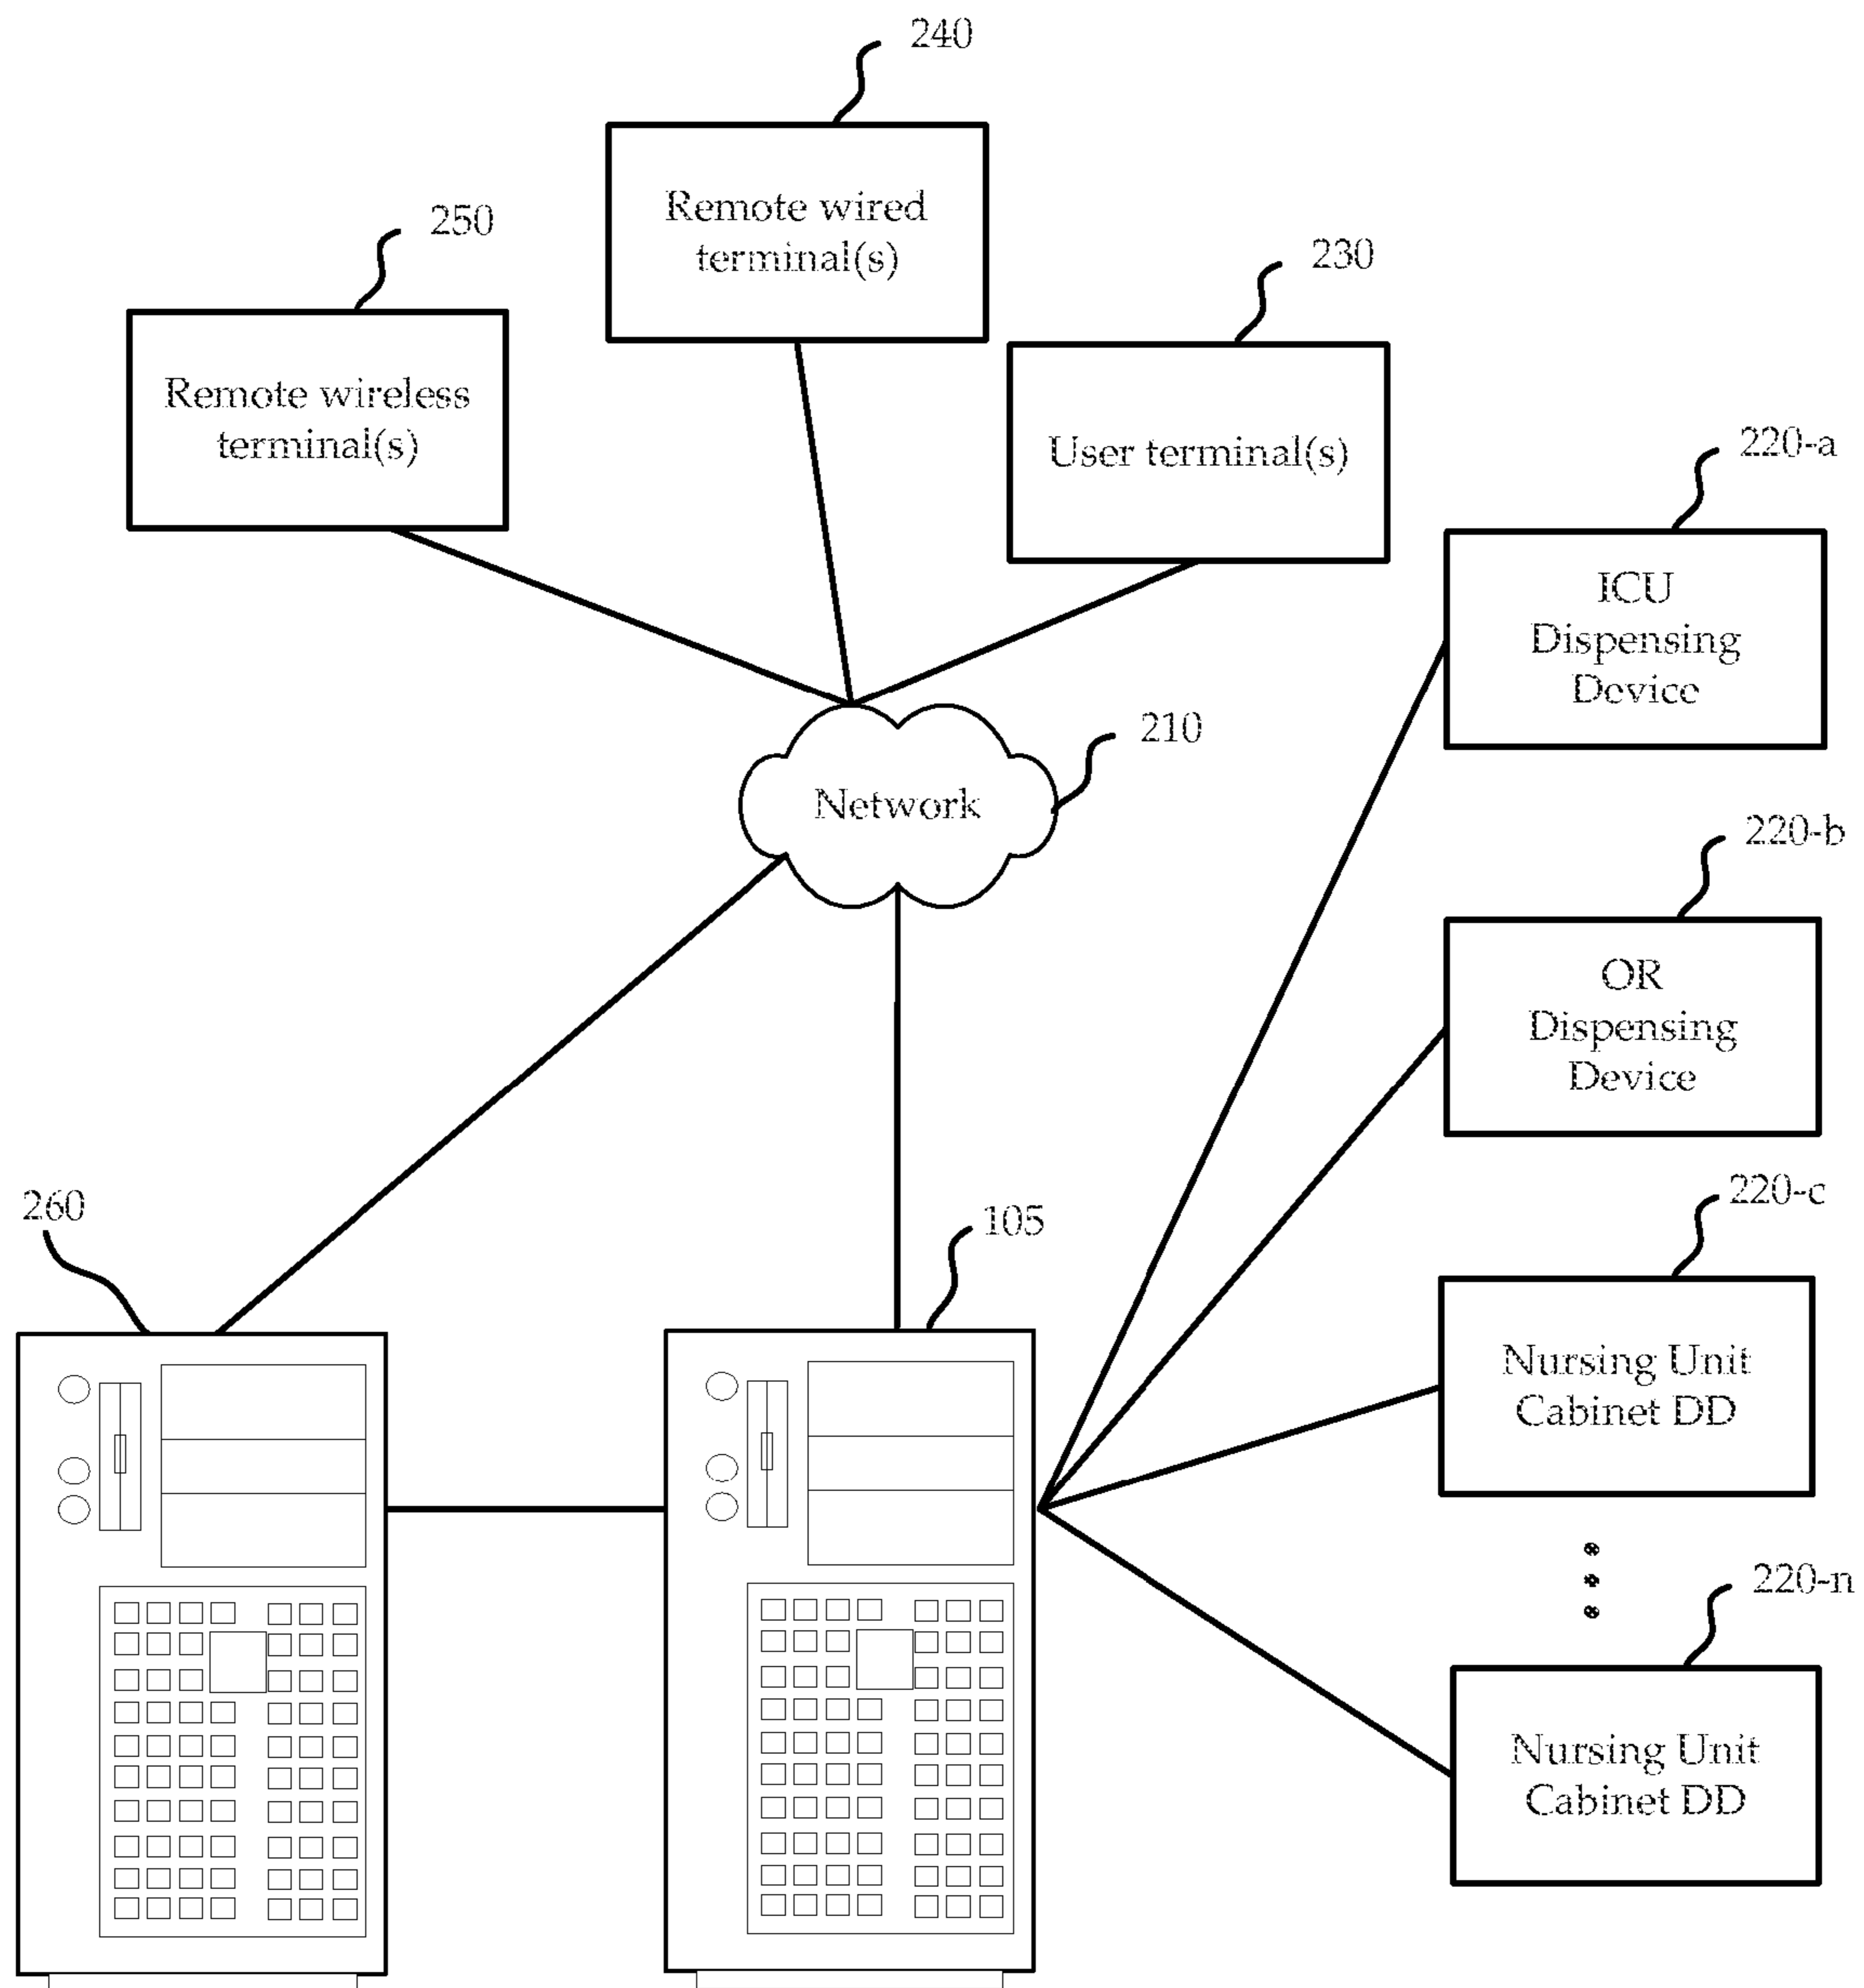 240
Remote wired
terminal(s)
250
Remote wireless
terminal(s)
230
User terminal(s)
220-a
ICU
Dispensing
Device
210
Network
220-b
OR
Dispensing
Device
260
105
220-c
Nursing Unit
Cabinet DD
220-n
Nursing Unit
Cabinet DD